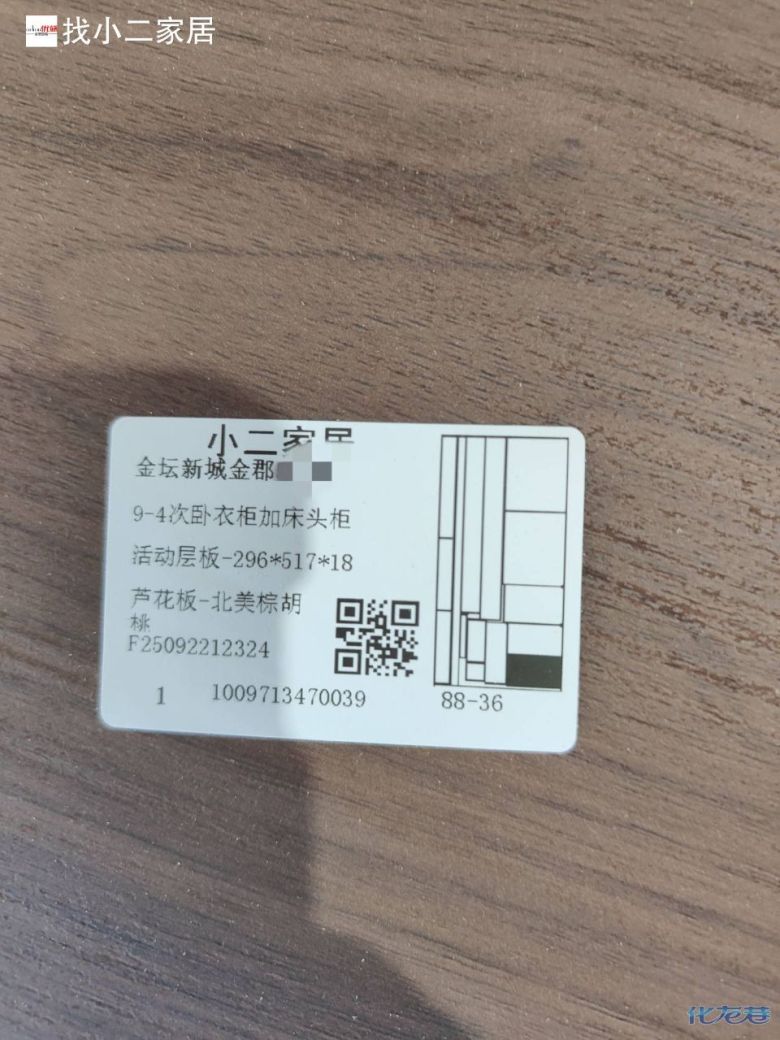 找小二家居
小二家居
金坛新城金郡
9-4次卧衣柜加床头柜
活动层板-296*517*18
芦花板-北美棕胡
桃
F25092212324
1 1009713470039
88-36
化龙巷